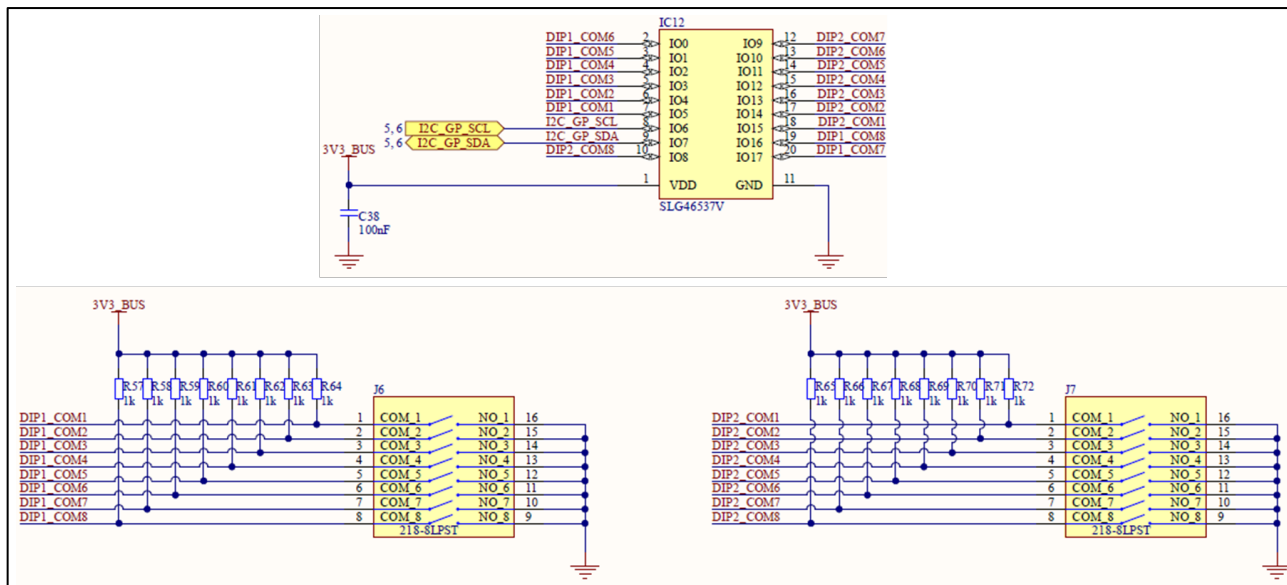 IC12
DIP1_COM6 2 IO0 IO9 12 DIP2_COM7
DIP1_COM5 3 IO1 IO10 13 DIP2_COM6
DIP1_COM4 4 IO2 IO11 14 DIP2_COM5
DIP1_COM3 5 IO3 IO12 15 DIP2_COM4
DIP1_COM2 6 IO4 IO13 16 DIP2_COM3
DIP1_COM1 7 IO5 IO14 17 DIP2_COM2
5, 6 I2C_GP_SCL I2C_GP_SCL 8 IO6 IO15 18 DIP2_COM1
5, 6 I2C_GP_SDA I2C_GP_SDA 9 IO7 IO16 19 DIP1_COM8
DIP2_COM8 10 IO8 IO17 20 DIP1_COM7
3V3_BUS
1 VDD GND 11
SLG46537V
C38
100nF
3V3_BUS
R57 R58 R59 R60 R61 R62 R63 R64
1k 1k 1k 1k 1k 1k 1k 1k
J6
DIP1_COM1 1 COM_1 NO_1 16
DIP1_COM2 2 COM_2 NO_2 15
DIP1_COM3 3 COM_3 NO_3 14
DIP1_COM4 4 COM_4 NO_4 13
DIP1_COM5 5 COM_5 NO_5 12
DIP1_COM6 6 COM_6 NO_6 11
DIP1_COM7 7 COM_7 NO_7 10
DIP1_COM8 8 COM_8 NO_8 9
218-8LPST
3V3_BUS
R65 R66 R67 R68 R69 R70 R71 R72
1k 1k 1k 1k 1k 1k 1k 1k
J7
DIP2_COM1 1 COM_1 NO_1 16
DIP2_COM2 2 COM_2 NO_2 15
DIP2_COM3 3 COM_3 NO_3 14
DIP2_COM4 4 COM_4 NO_4 13
DIP2_COM5 5 COM_5 NO_5 12
DIP2_COM6 6 COM_6 NO_6 11
DIP2_COM7 7 COM_7 NO_7 10
DIP2_COM8 8 COM_8 NO_8 9
218-8LPST